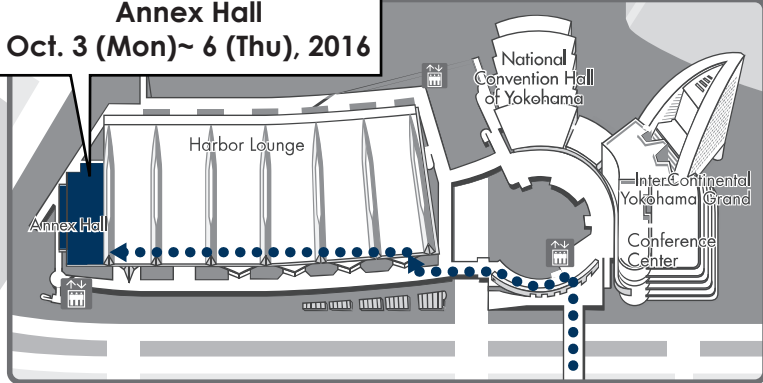 Annex Hall
Oct. 3 (Mon)~ 6 (Thu), 2016
National
Convention Hall
of Yokohama
Harbor Lounge
InterContinental
Yokohama Grand
Annex Hall
Conference
Center